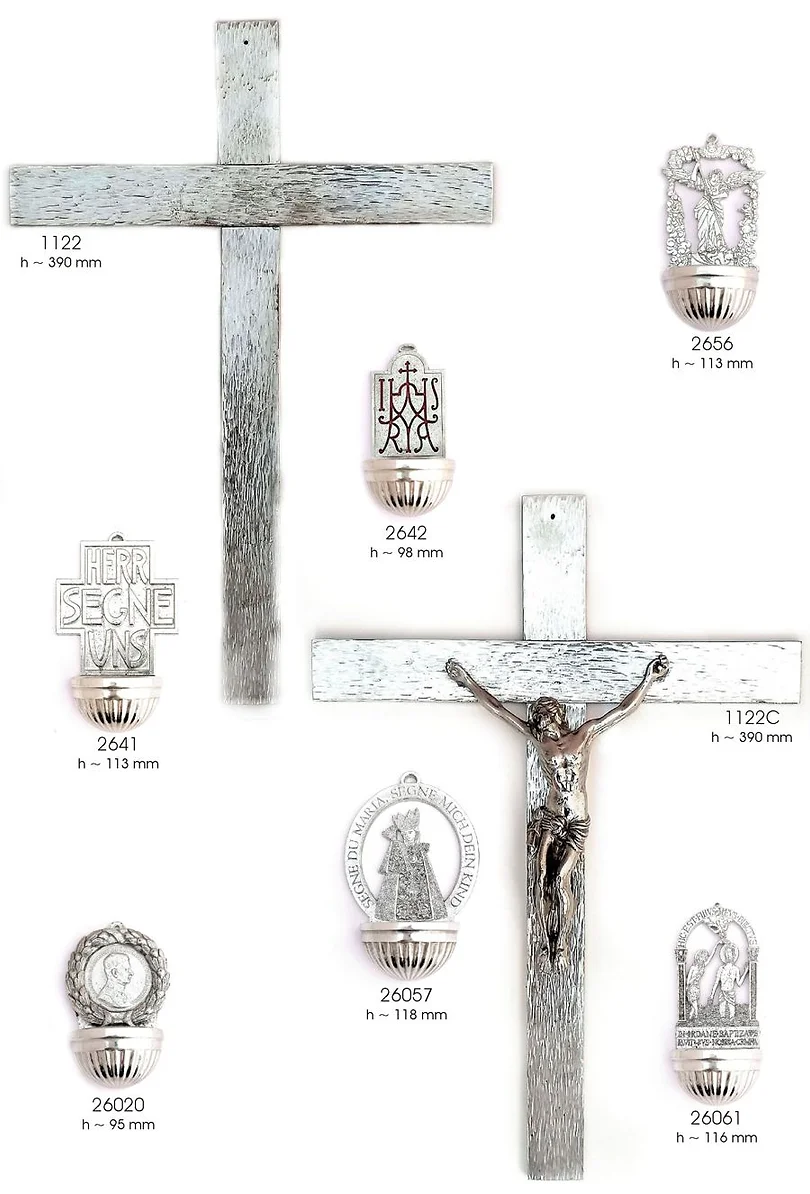 1122
h ~ 390 mm
2656
h ~ 113 mm
IHS
2642
h ~ 98 mm
HERR
SEGNE
UNS
2641
h ~ 113 mm
1122C
h ~ 390 mm
SEGNE DU MARIA, SEGNE MICH DEIN KIND
26057
h ~ 118 mm
26020
h ~ 95 mm
26061
h ~ 116 mm